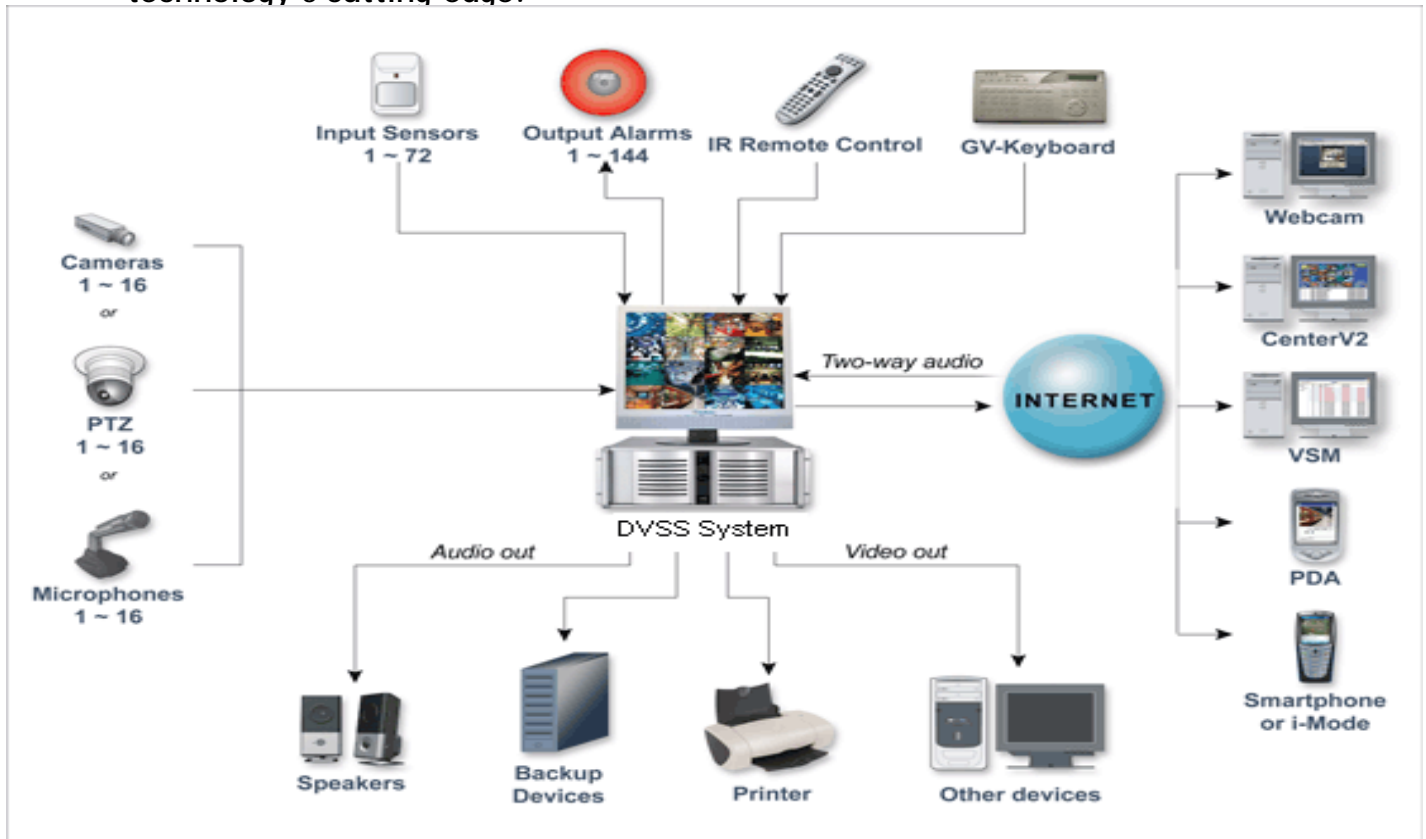 Input Sensors
1 ~ 72
Output Alarms
1 ~ 144
IR Remote Control
GV-Keyboard
Cameras
1 ~ 16
or
PTZ
1 ~ 16
or
Microphones
1 ~ 16
Two-way audio
INTERNET
Webcam
CenterV2
VSM
PDA
Smartphone
or i-Mode
DVSS System
Audio out
Video out
Speakers
Backup
Devices
Printer
Other devices